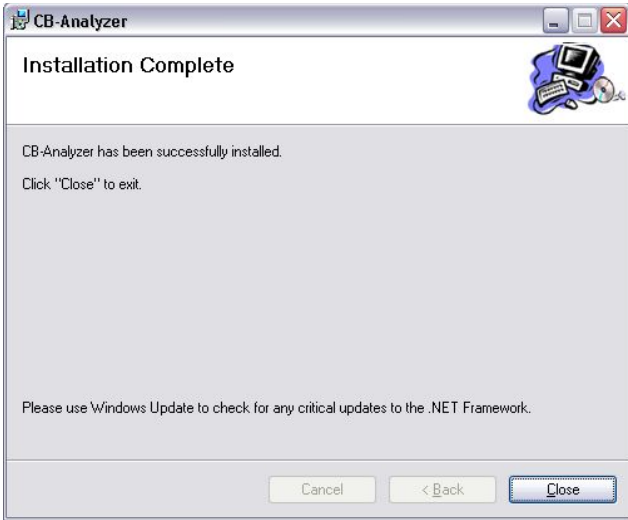 CB-Analyzer
Installation Complete
CB-Analyzer has been successfully installed.
Click "Close" to exit.
Please use Windows Update to check for any critical updates to the .NET Framework.
Cancel
< Back
Close